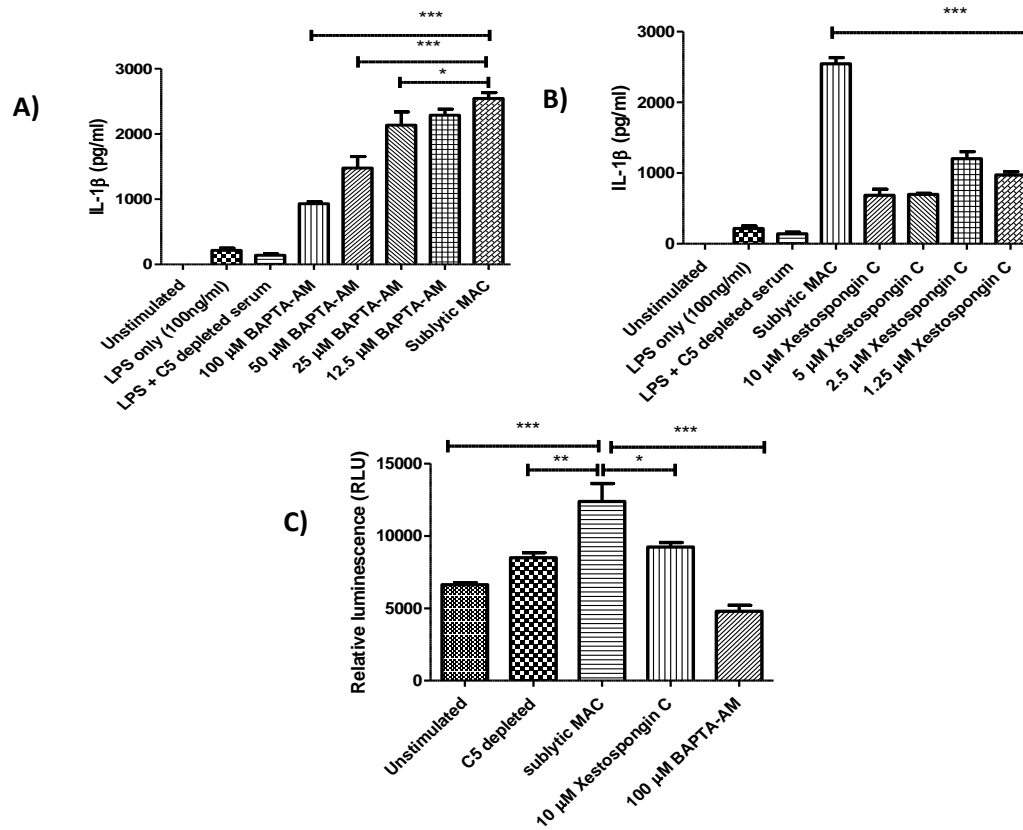 A)
***
***
*
IL-1β (pg/ml)
3000
2000
1000
0
Unstimulated
LPS only (100ng/ml)
LPS + C5 depleted serum
100 µM BAPTA-AM
50 µM BAPTA-AM
25 µM BAPTA-AM
12.5 µM BAPTA-AM
Sublytic MAC
B)
***
IL-1β (pg/ml)
3000
2000
1000
0
Unstimulated
LPS only (100ng/ml)
LPS + C5 depleted serum
Sublytic MAC
10 µM Xestospongin C
5 µM Xestospongin C
2.5 µM Xestospongin C
1.25 µM Xestospongin C
C)
***
***
**
*
Relative luminescence (RLU)
15000
10000
5000
0
Unstimulated
C5 depleted
sublytic MAC
10 µM Xestospongin C
100 µM BAPTA-AM